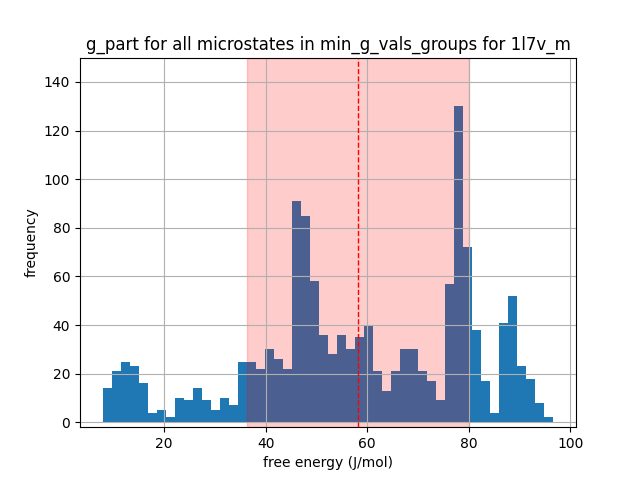 g_part for all microstates in min_g_vals_groups for 1l7v_m
frequency
140
120
100
80
60
40
20
0
20 40 60 80 100
free energy (J/mol)